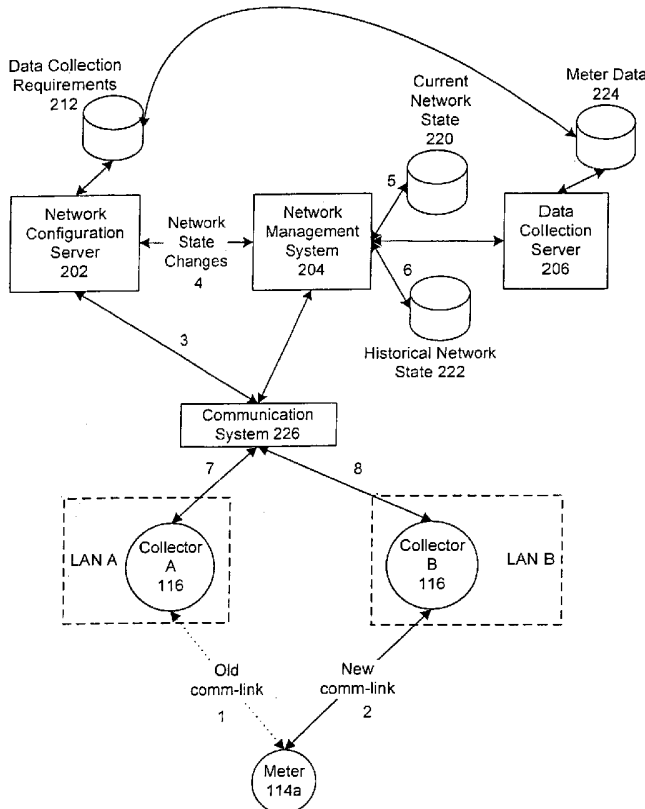 Data Collection
Requirements
212
Current
Network
State
220
Meter Data
224
5
Network
Configuration
Server
202
Network
State
Changes
4
Network
Management
System
204
Data
Collection
Server
206
6
3
Historical Network
State 222
Communication
System 226
7
8
LAN A
Collector
A
116
Collector
B
116
LAN B
Old
comm-link
1
New
comm-link
2
Meter
114a